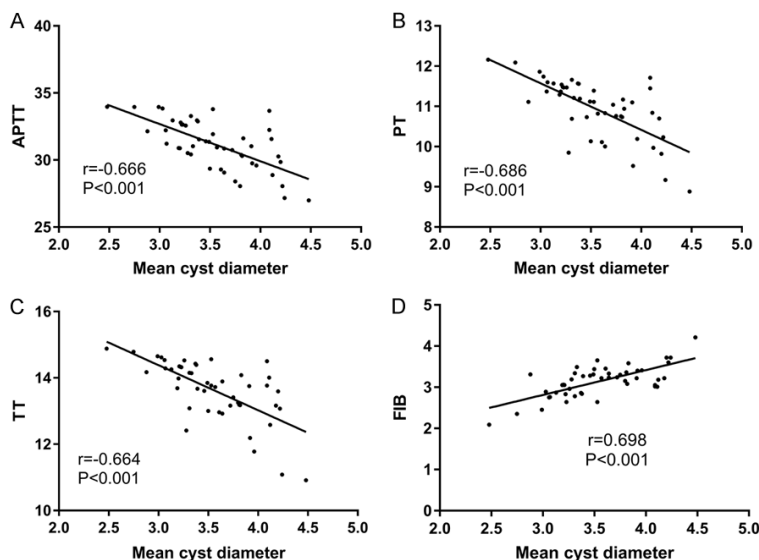 A
40
35
30
25
APTT
r=-0.666
P<0.001
2.0 2.5 3.0 3.5 4.0 4.5 5.0
Mean cyst diameter
B
13
12
11
10
9
8
PT
r=-0.686
P<0.001
2.0 2.5 3.0 3.5 4.0 4.5 5.0
Mean cyst diameter
C
16
14
12
10
TT
r=-0.664
P<0.001
2.0 2.5 3.0 3.5 4.0 4.5 5.0
Mean cyst diameter
D
5
4
3
2
1
0
FIB
r=0.698
P<0.001
2.0 2.5 3.0 3.5 4.0 4.5 5.0
Mean cyst diameter